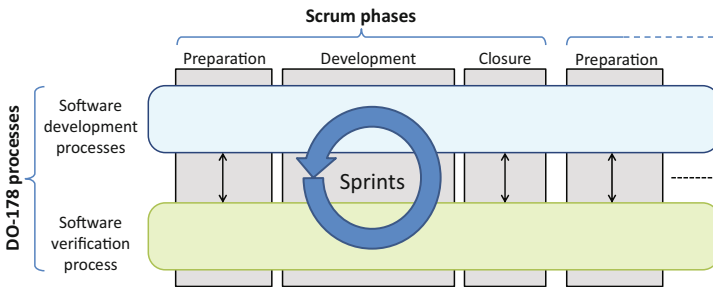 Scrum phases
Preparation
Development
Closure
Preparation
DO-178 processes
Software
development
processes
Sprints
Software
verification
process